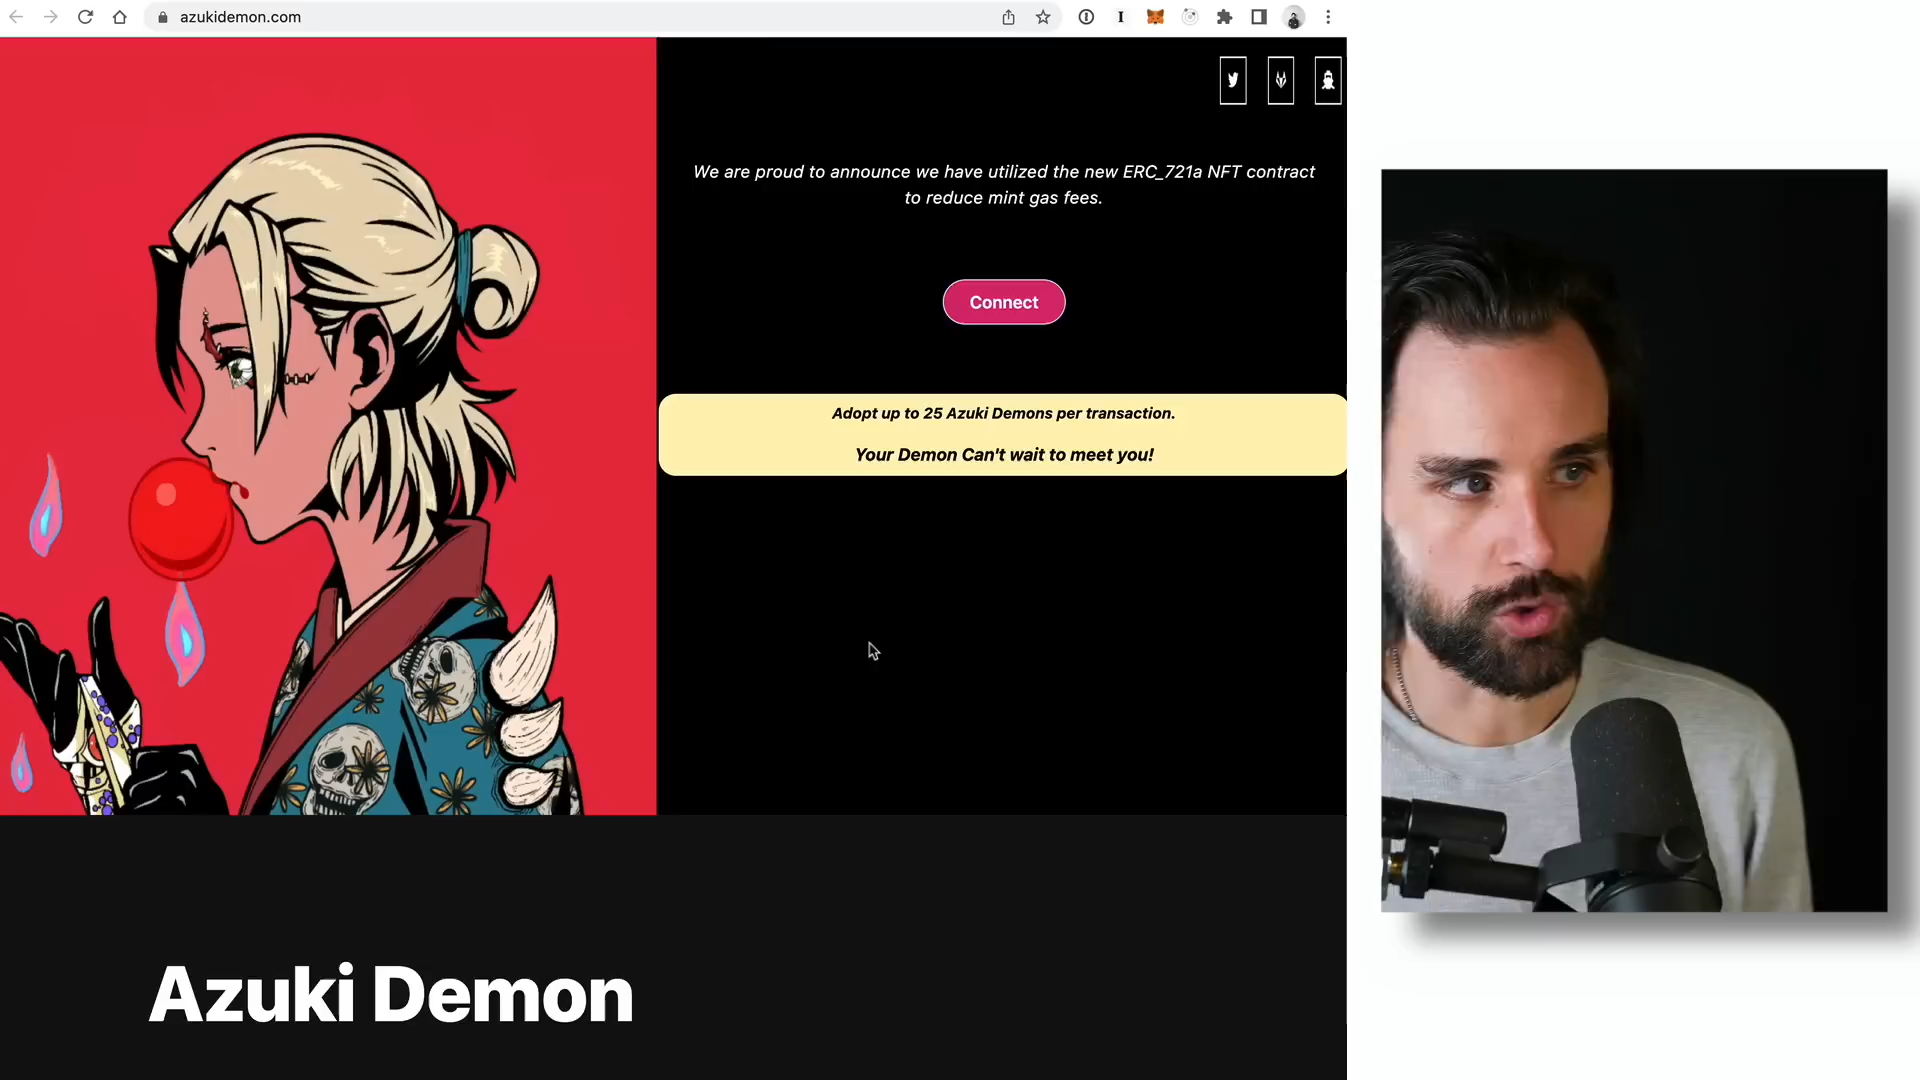 azukidemon.com
We are proud to announce we have utilized the new ERC_721a NFT contract
to reduce mint gas fees.
Connect
Adopt up to 25 Azuki Demons per transaction.
Your Demon Can't wait to meet you!
Azuki Demon